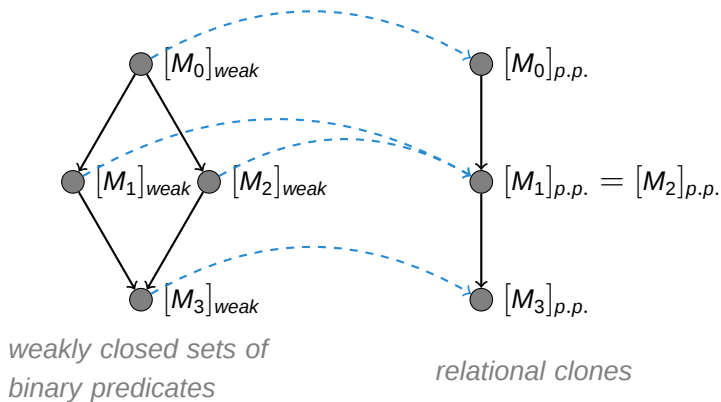 [M₀]weak [M₀]p.p.
[M₁]weak [M₂]weak [M₁]p.p. = [M₂]p.p.
[M₃]weak [M₃]p.p.
weakly closed sets of
binary predicates
relational clones